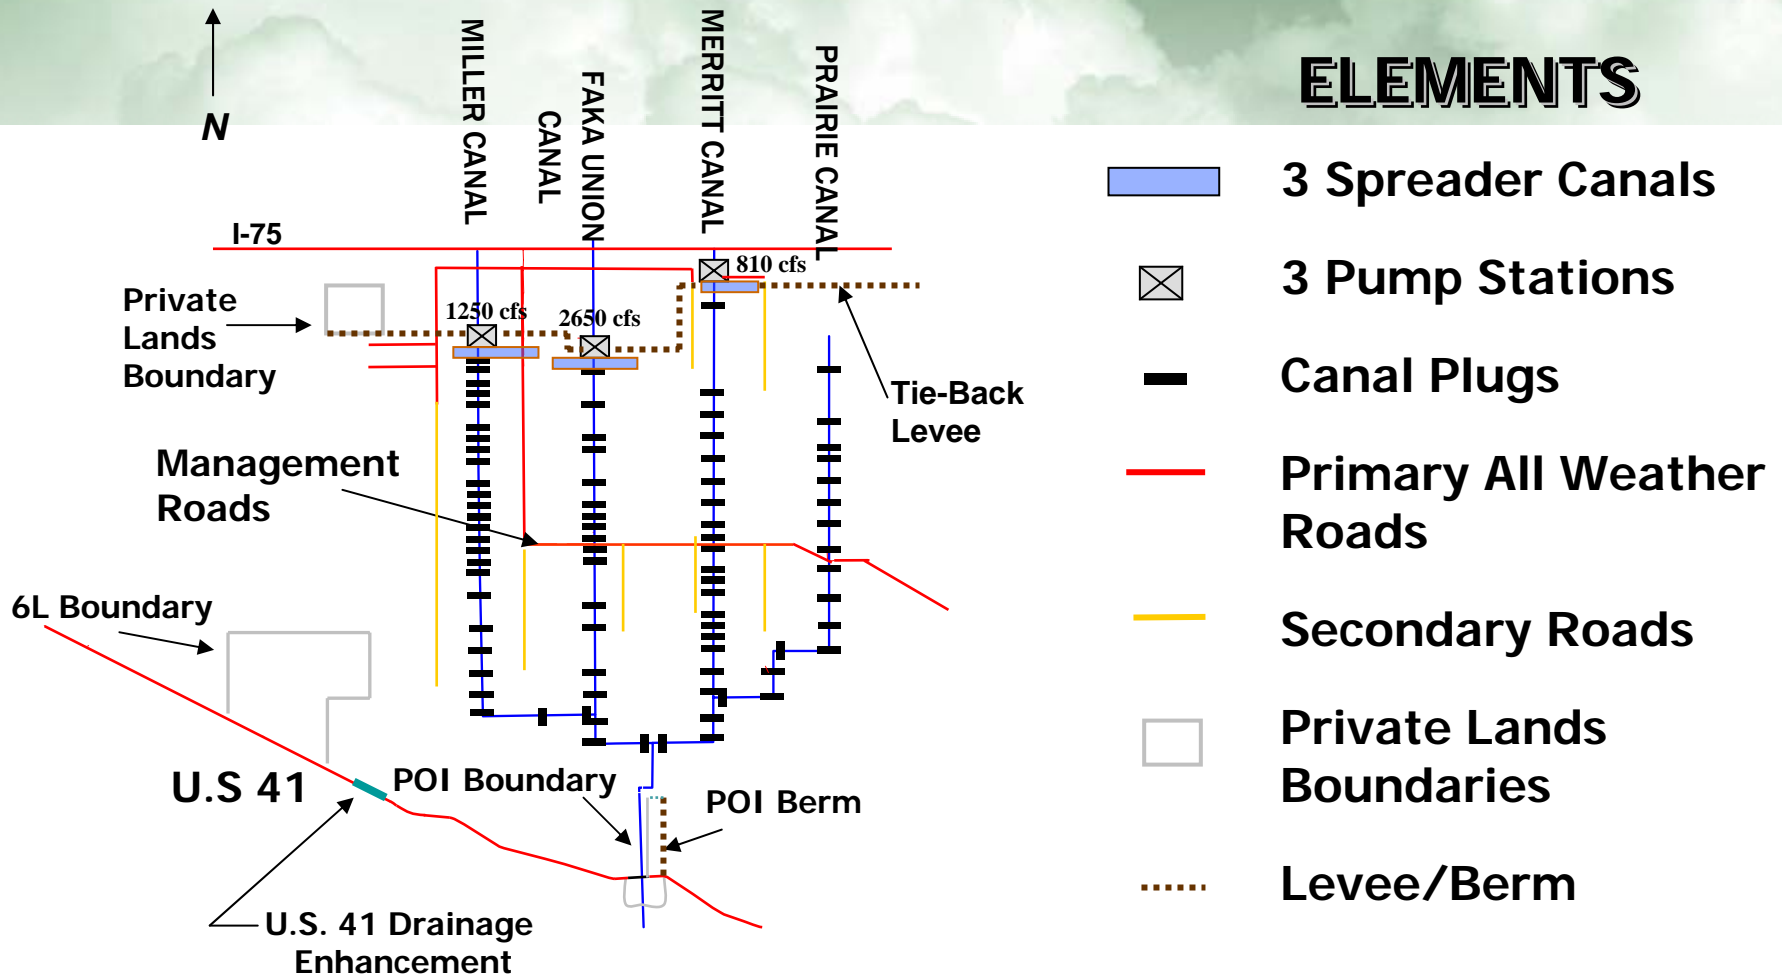 N
MILLER CANAL
FAKA UNION
CANAL
MERRITT CANAL
PRAIRIE CANAL
I-75
810 cfs
1250 cfs
2650 cfs
Private
Lands
Boundary
Tie-Back
Levee
Management
Roads
6L Boundary
U.S 41
POI Boundary
POI Berm
U.S. 41 Drainage
Enhancement
ELEMENTS
3 Spreader Canals
3 Pump Stations
Canal Plugs
Primary All Weather
Roads
Secondary Roads
Private Lands
Boundaries
Levee/Berm